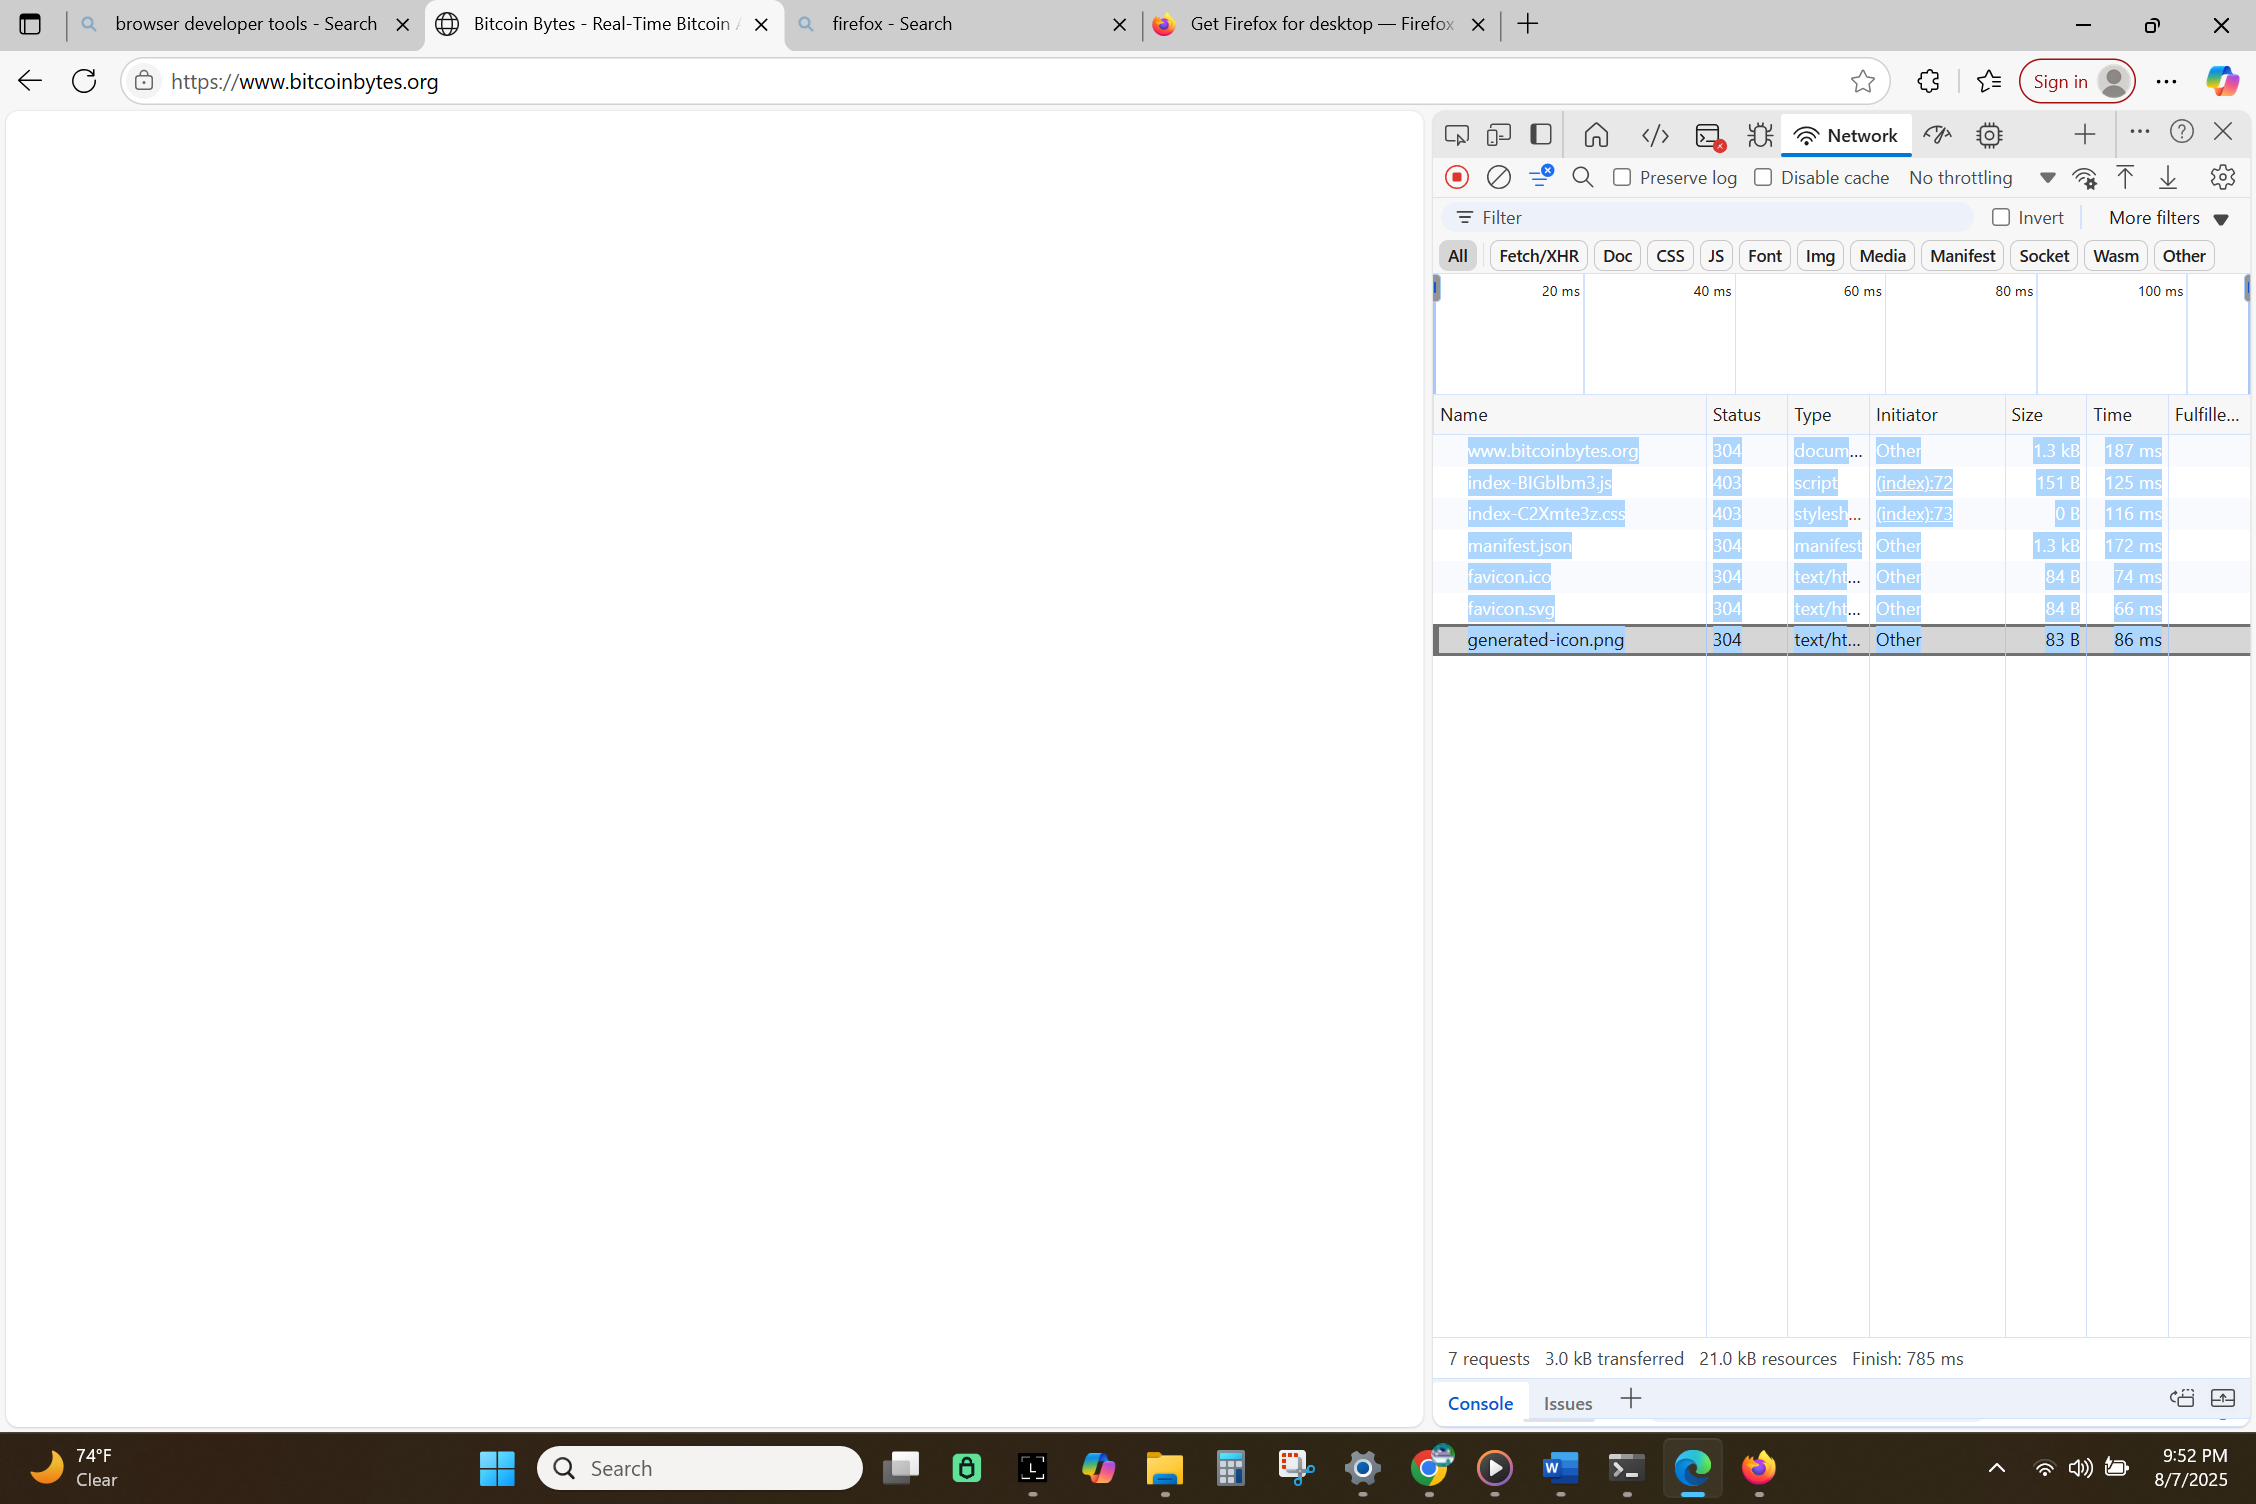 browser developer tools - Search
Bitcoin Bytes - Real-Time Bitcoin
firefox - Search
Get Firefox for desktop — Firefox
https://www.bitcoinbytes.org
Sign in
Network
Preserve log
Disable cache
No throttling
Filter
Invert
More filters
All
Fetch/XHR
Doc
CSS
JS
Font
Img
Media
Manifest
Socket
Wasm
Other
20 ms
40 ms
60 ms
80 ms
100 ms
Name Status Type Initiator Size Time Fulfille...
www.bitcoinbytes.org 304 docum... Other 1.3 kB 187 ms
index-BIGblbm3.js 403 script (index):72 151 B 125 ms
index-C2Xmte3z.css 403 stylesh... (index):73 0 B 116 ms
manifest.json 304 manifest Other 1.3 kB 172 ms
favicon.ico 304 text/ht... Other 84 B 74 ms
favicon.svg 304 text/ht... Other 84 B 66 ms
generated-icon.png 304 text/ht... Other 83 B 86 ms
7 requests 3.0 kB transferred 21.0 kB resources Finish: 785 ms
Console
Issues
74°F
Clear
Search
9:52 PM
8/7/2025